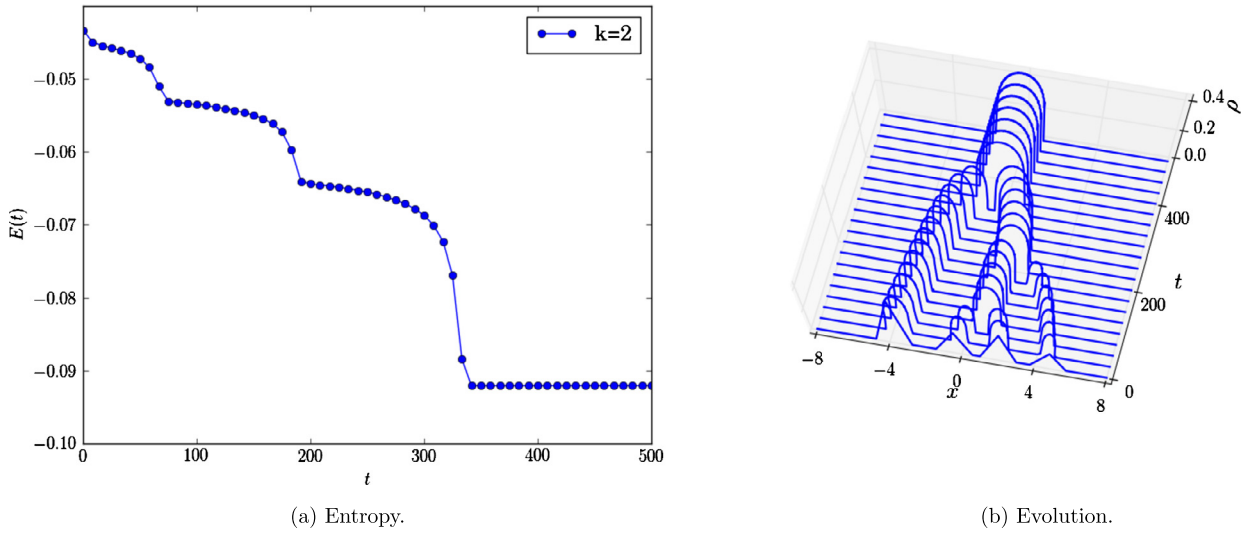 k=2
−0.05
−0.06
−0.07
−0.08
−0.09
−0.10
E(t)
0 100 200 300 400 500
t
(a) Entropy.
0.4
0.2
0.0
ρ
400
200
0
t
−8 −4 0 4 8
x
(b) Evolution.